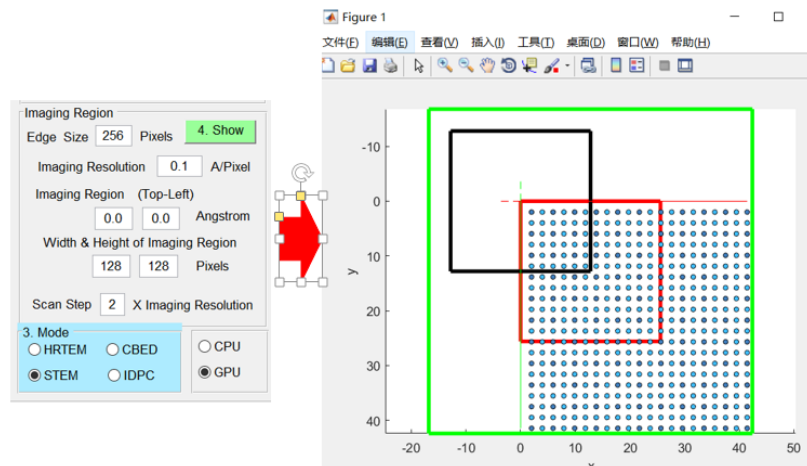 Imaging Region
Edge Size 256 Pixels 4. Show
Imaging Resolution 0.1 A/Pixel
Imaging Region (Top-Left)
0.0 0.0 Angstrom
Width & Height of Imaging Region
128 128 Pixels
Scan Step 2 X Imaging Resolution
3. Mode
HRTEM CBED CPU
STEM IDPC GPU
Figure 1
文件(F) 编辑(E) 查看(V) 插入(I) 工具(T) 桌面(D) 窗口(W) 帮助(H)
-10
0
10
20
30
40
y
-20 -10 0 10 20 30 40 50
x